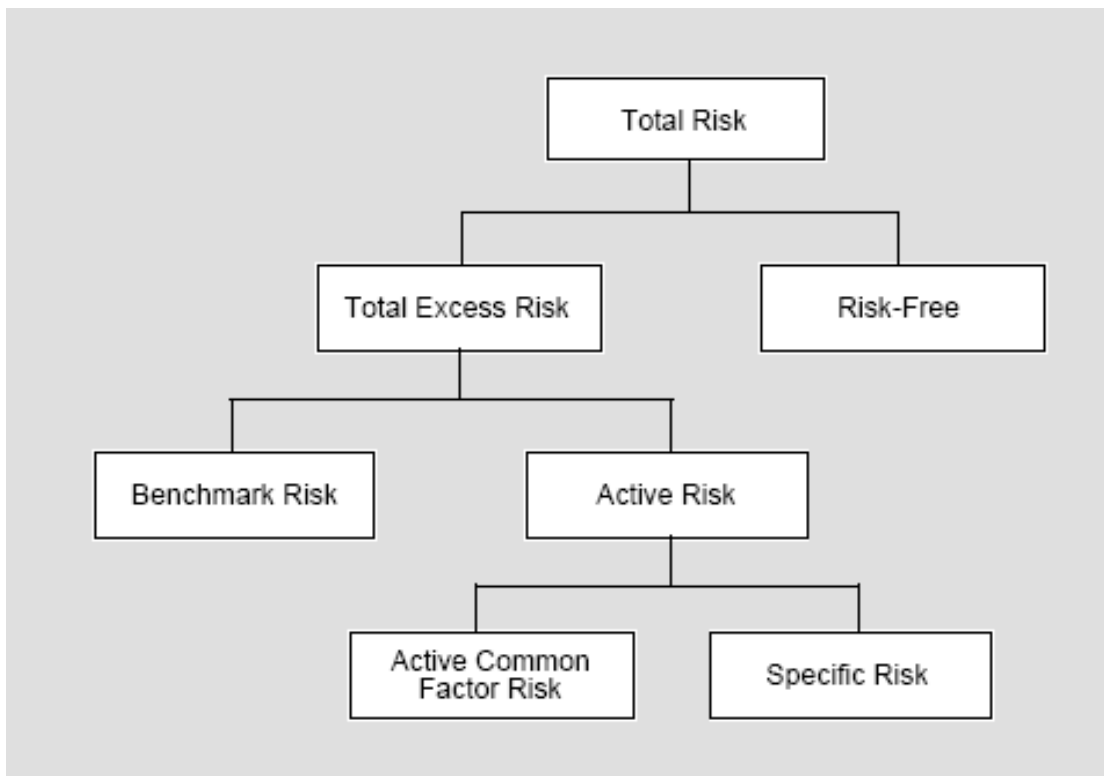 Total Risk
Total Excess Risk
Risk-Free
Benchmark Risk
Active Risk
Active Common
Factor Risk
Specific Risk